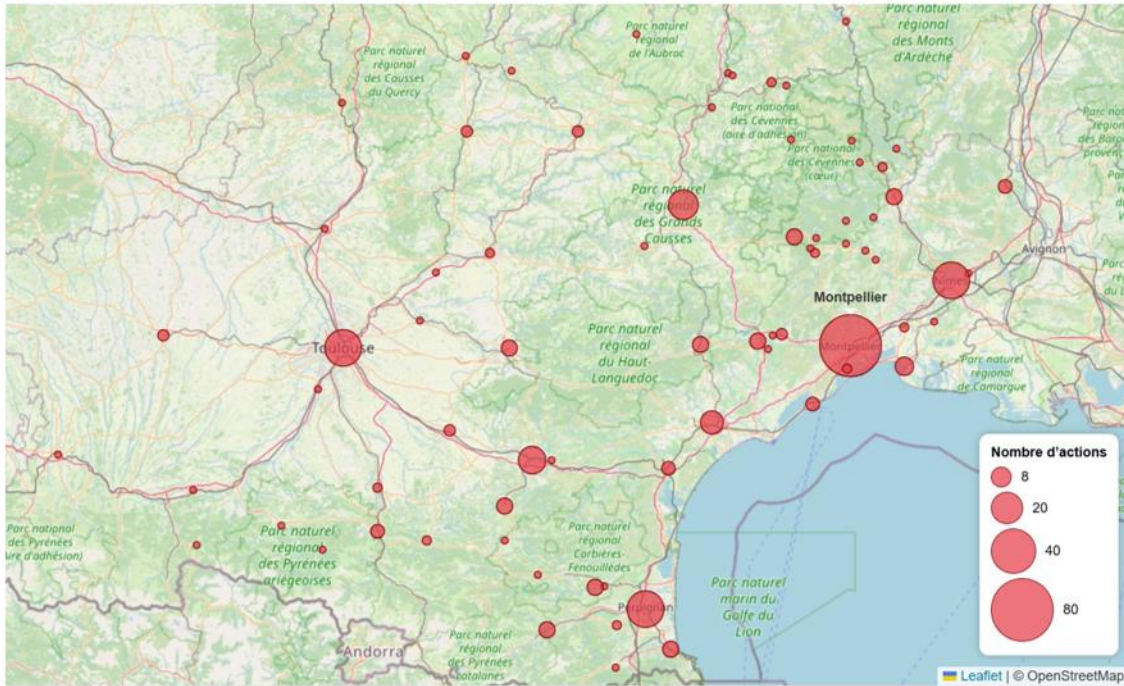 Parc naturel
régional
des Causses
du Quercy
Parc naturel
régional
de l'Aubrac
Parc naturel
régional
des Monts
d'Ardèche
Parc national
des Cévennes
(aire d'adhésion)
Parc national
des Cévennes
(cœur)
Parc naturel
régional
des Grands
Causses
Avignon
Nîmes
Montpellier
Montpellier
Toulouse
Parc naturel
régional
du Haut-
Languedoc
Parc naturel
régional
de Camargue
Parc national
des Pyrénées
Parc naturel
régional
des Pyrénées
ariégeoises
Parc naturel
régional
Corbières-
Fenouillèdes
Perpignan
Parc naturel
marin du
Golfe du
Lion
Andorra
Parc naturel
régional
des Pyrénées
catalanes
Nombre d'actions
8
20
40
80
Leaflet | © OpenStreetMap